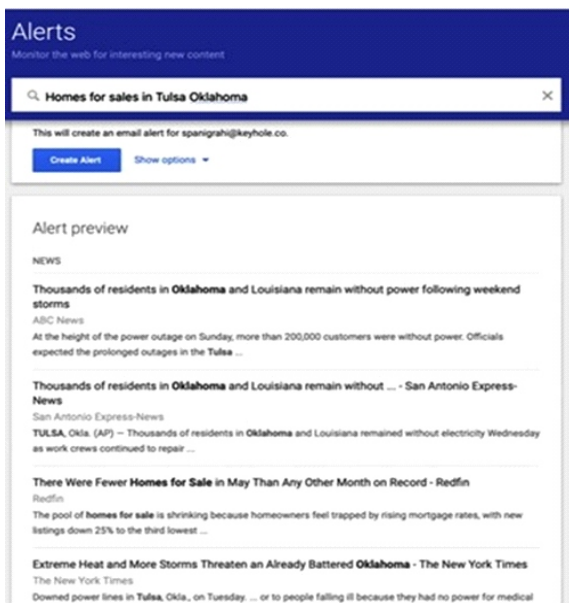 Alerts
Monitor the web for interesting new content
Homes for sales in Tulsa Oklahoma
This will create an email alert for spanigrahi@keyhole.co.
Create Alert Show options
Alert preview
NEWS
Thousands of residents in Oklahoma and Louisiana remain without power following weekend
storms
ABC News
At the height of the power outage on Sunday, more than 200,000 customers were without power. Officials
expected the prolonged outages in the Tulsa ...
Thousands of residents in Oklahoma and Louisiana remain without ... - San Antonio Express-
News
San Antonio Express-News
TULSA, Okla. (AP) — Thousands of residents in Oklahoma and Louisiana remained without electricity Wednesday
as work crews continued to repair ...
There Were Fewer Homes for Sale in May Than Any Other Month on Record - Redfin
Redfin
The pool of homes for sale is shrinking because homeowners feel trapped by rising mortgage rates, with new
listings down 25% to the third lowest ...
Extreme Heat and More Storms Threaten an Already Battered Oklahoma - The New York Times
The New York Times
Downed power lines in Tulsa, Okla., on Tuesday. ... or to people falling ill because they had no power for medical